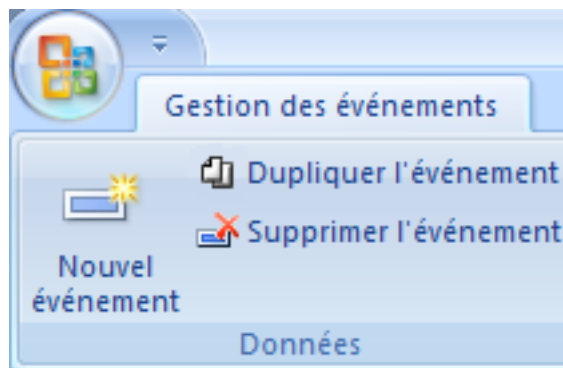 Gestion des événements
Dupliquer l'événement
Supprimer l'événement
Nouvel
événement
Données